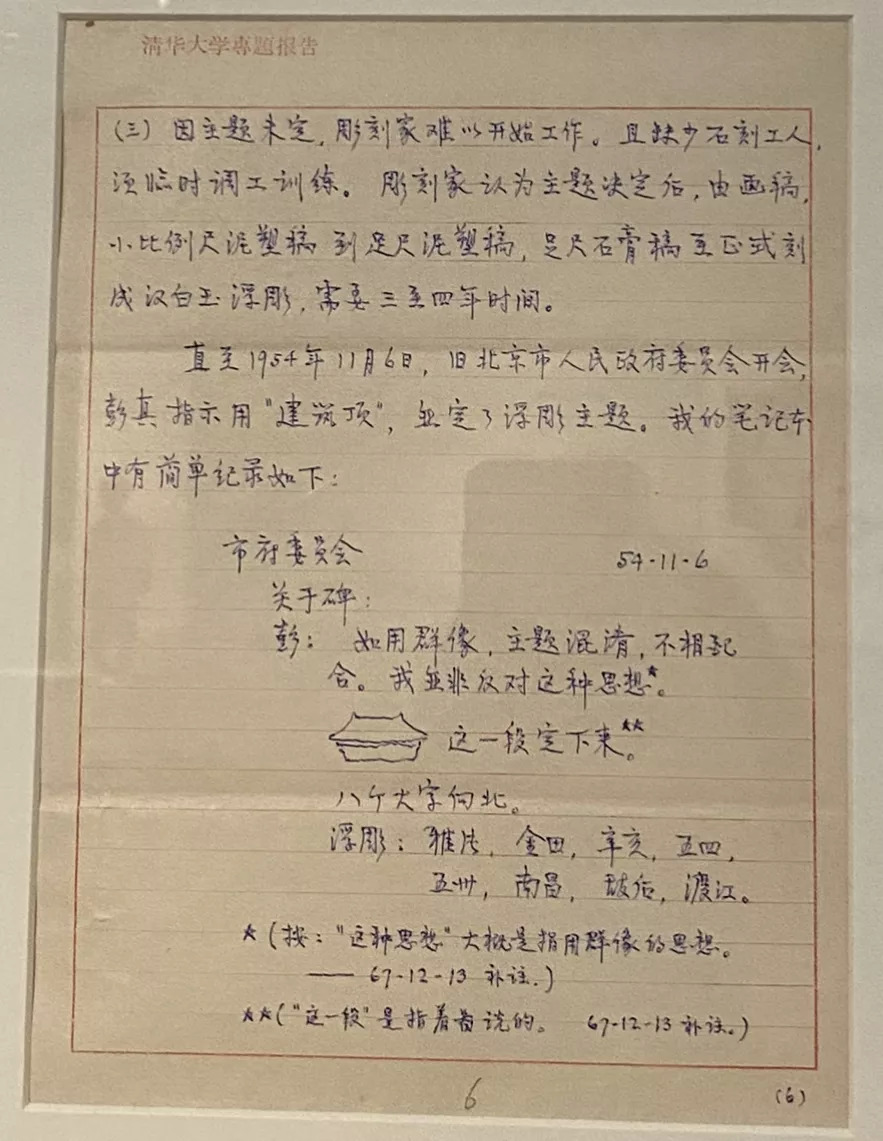 清华大学専題报告
(三) 因主题未定,彫刻家难以开始工作。且缺少石刻工人,
须临时调工训练。彫刻家认为主题决定后,由画稿,
小比例尺泥塑稿到足尺泥塑稿,足尺石膏稿至正式刻
成汉白玉浮彫,需要三至四年时间。
直至1954年11月6日,旧北京市人民政府委员会开会,
彭真指示用"建筑顶",並定了浮彫主题。我的笔记本
中有简单纪录如下:
市府委员会 54-11-6
关于碑:
彭: 如用群像,主题混淆,不相配
合。我並非反对这种思想★。
这一段定下来★★。
八个大字向北。
浮彫:雅片,金田,辛亥,五四,
五卅,南昌,敌后,渡江。
★(按:"这种思想"大概是指用群像的思想。
—— 67-12-13 补注.)
★★("这一段"是指着画说的。 67-12-13 补注。)
6
(6)